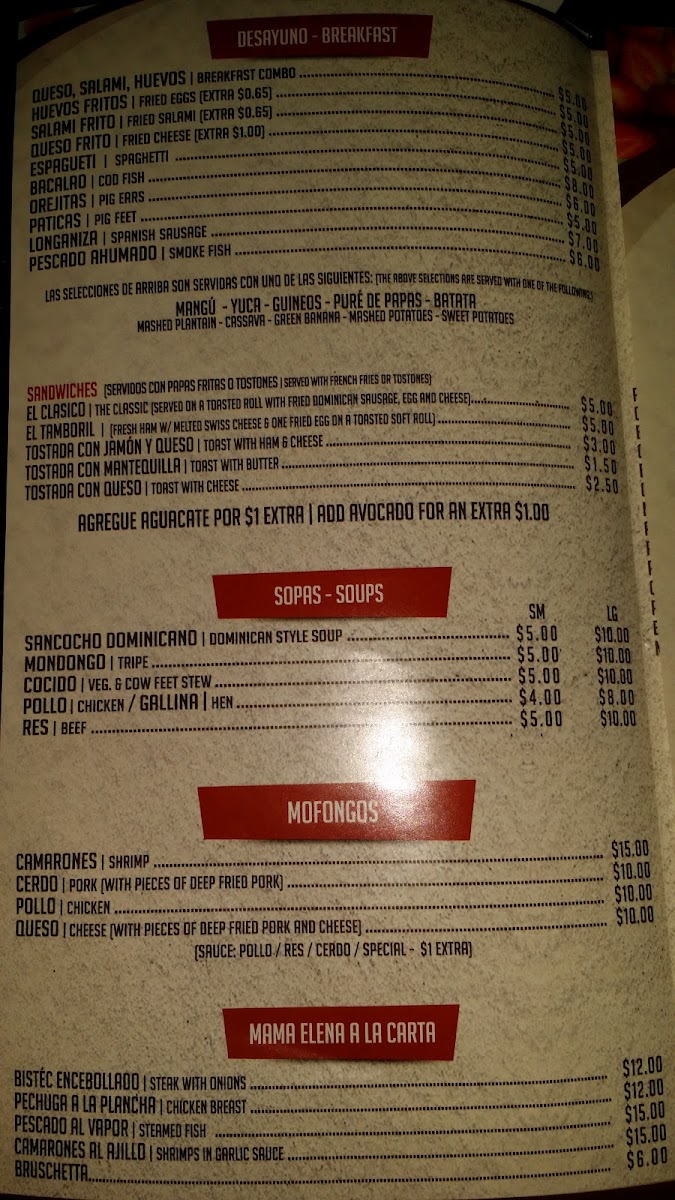 DESAYUNO - BREAKFAST
QUESO, SALAMI, HUEVOS | BREAKFAST COMBO ........ $5.00
HUEVOS FRITOS | FRIED EGGS (EXTRA $0.65) ........ $5.00
SALAMI FRITO | FRIED SALAMI (EXTRA $0.65) ........ $5.00
QUESO FRITO | FRIED CHEESE (EXTRA $1.00) ........ $5.00
ESPAGUETI | SPAGHETTI ........ $5.00
BACALAO | COD FISH ........ $8.00
OREJITAS | PIG EARS ........ $6.00
PATICAS | PIG FEET ........ $5.00
LONGANIZA | SPANISH SAUSAGE ........ $7.00
PESCADO AHUMADO | SMOKE FISH ........ $6.00
LAS SELECCIONES DE ARRIBA SON SERVIDAS CON UNO DE LAS SIGUIENTES: (THE ABOVE SELECTIONS ARE SERVED WITH ONE OF THE FOLLOWING)
MANGÚ - YUCA - GUINEOS - PURÉ DE PAPAS - BATATA
MASHED PLANTAIN - CASSAVA - GREEN BANANA - MASHED POTATOES - SWEET POTATOES
SANDWICHES (SERVIDOS CON PAPAS FRITAS O TOSTONES | SERVED WITH FRENCH FRIES OR TOSTONES)
EL CLASICO | THE CLASSIC (SERVED ON A TOASTED ROLL WITH FRIED DOMINICAN SAUSAGE, EGG AND CHEESE).... $5.00
EL TAMBORIL | (FRESH HAM W/ MELTED SWISS CHEESE & ONE FRIED EGG ON A TOASTED SOFT ROLL) ........ $5.00
TOSTADA CON JAMÓN Y QUESO | TOAST WITH HAM & CHEESE ........ $3.00
TOSTADA CON MANTEQUILLA | TOAST WITH BUTTER ........ $1.50
TOSTADA CON QUESO | TOAST WITH CHEESE ........ $2.50
AGREGUE AGUACATE POR $1 EXTRA | ADD AVOCADO FOR AN EXTRA $1.00
SOPAS - SOUPS
SM LG
SANCOCHO DOMINICANO | DOMINICAN STYLE SOUP ........ $5.00 $10.00
MONDONGO | TRIPE ........ $5.00 $10.00
COCIDO | VEG. & COW FEET STEW ........ $5.00 $10.00
POLLO | CHICKEN / GALLINA | HEN ........ $4.00 $8.00
RES | BEEF ........ $5.00 $10.00
MOFONGOS
CAMARONES | SHRIMP ........ $15.00
CERDO | PORK (WITH PIECES OF DEEP FRIED PORK) ........ $10.00
POLLO | CHICKEN ........ $10.00
QUESO | CHEESE (WITH PIECES OF DEEP FRIED PORK AND CHEESE) ........ $10.00
(SAUCE: POLLO / RES / CERDO / SPECIAL - $1 EXTRA)
MAMA ELENA A LA CARTA
BISTÉC ENCEBOLLADO | STEAK WITH ONIONS ........ $12.00
PECHUGA A LA PLANCHA | CHICKEN BREAST ........ $12.00
PESCADO AL VAPOR | STEAMED FISH ........ $15.00
CAMARONES AL AJILLO | SHRIMPS IN GARLIC SAUCE ........ $15.00
BRUSCHETTA........ $6.00